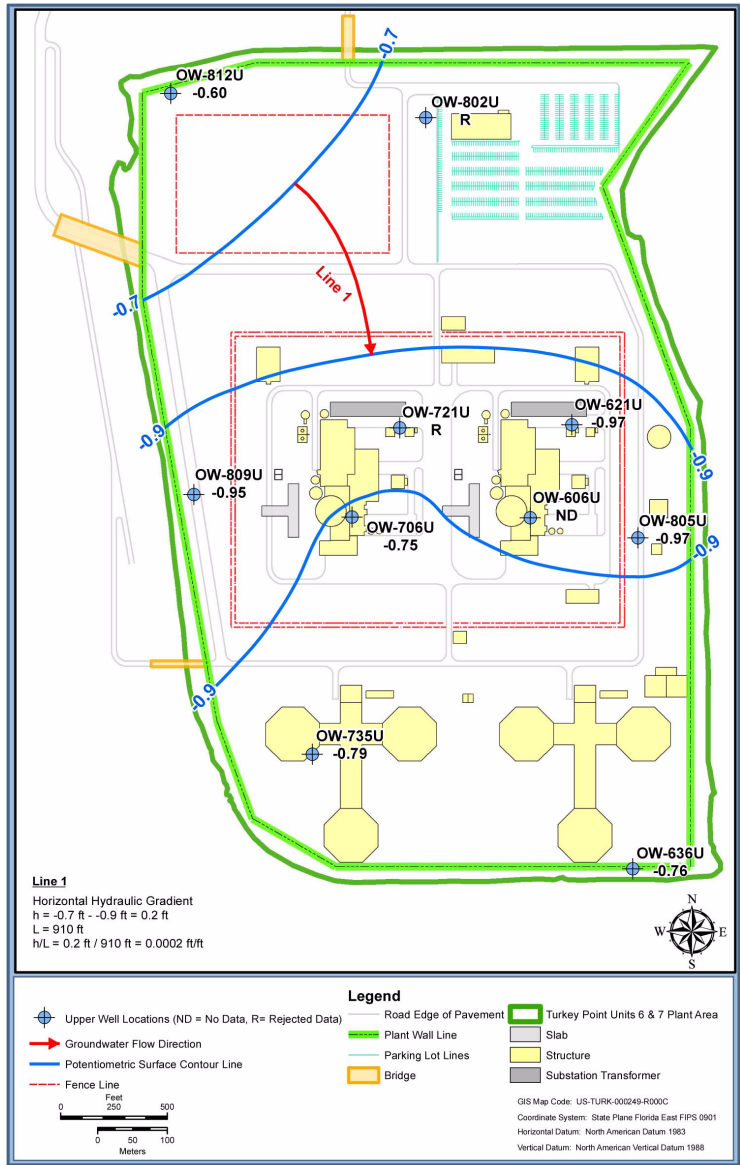 -0.7
OW-812U
-0.60
OW-802U
R
Line 1
-0.7
OW-721U
R
OW-621U
-0.97
-0.9
-0.9
OW-809U
-0.95
OW-706U
-0.75
OW-606U
ND
OW-805U
-0.97
-0.9
-0.9
OW-735U
-0.79
OW-636U
-0.76
Line 1
Horizontal Hydraulic Gradient
h = -0.7 ft - -0.9 ft = 0.2 ft
L = 910 ft
h/L = 0.2 ft / 910 ft = 0.0002 ft/ft
N
W E
S
Legend
Upper Well Locations (ND = No Data, R= Rejected Data)
Groundwater Flow Direction
Potentiometric Surface Contour Line
Fence Line
Road Edge of Pavement
Plant Wall Line
Parking Lot Lines
Bridge
Turkey Point Units 6 & 7 Plant Area
Slab
Structure
Substation Transformer
Feet
0 250 500
0 50 100
Meters
GIS Map Code: US-TURK-000249-R000C
Coordinate System: State Plane Florida East FIPS 0901
Horizontal Datum: North American Datum 1983
Vertical Datum: North American Vertical Datum 1988